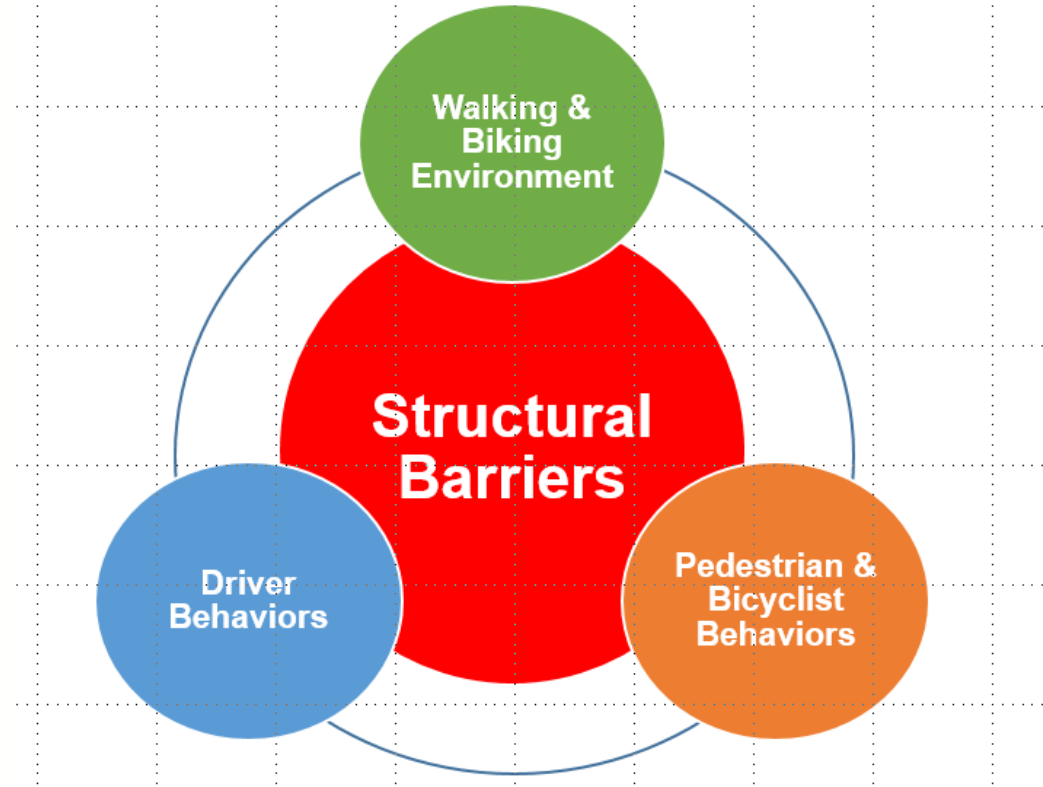 Walking &
Biking
Environment
Structural
Barriers
Driver
Behaviors
Pedestrian &
Bicyclist
Behaviors